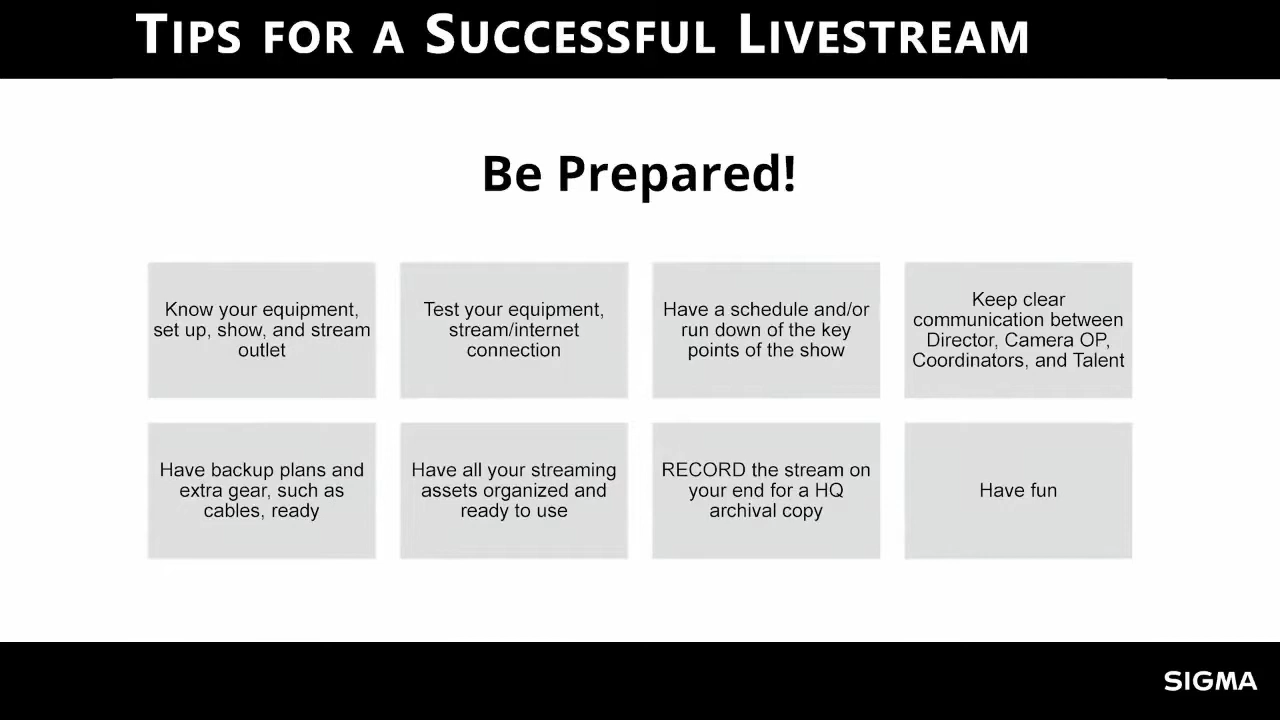 TIPS FOR A SUCCESSFUL LIVESTREAM
Be Prepared!
Know your equipment,
set up, show, and stream
outlet
Test your equipment,
stream/internet
connection
Have a schedule and/or
run down of the key
points of the show
Keep clear
communication between
Director, Camera OP,
Coordinators, and Talent
Have backup plans and
extra gear, such as
cables, ready
Have all your streaming
assets organized and
ready to use
RECORD the stream on
your end for a HQ
archival copy
Have fun
SIGMA